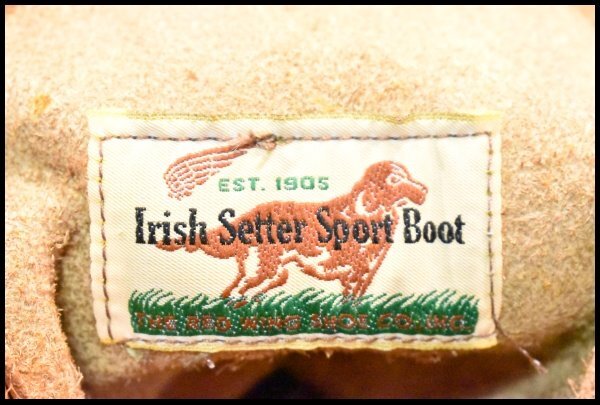 EST. 1905
Irish Setter Sport Boot
THE RED WING SHOE CO., INC.